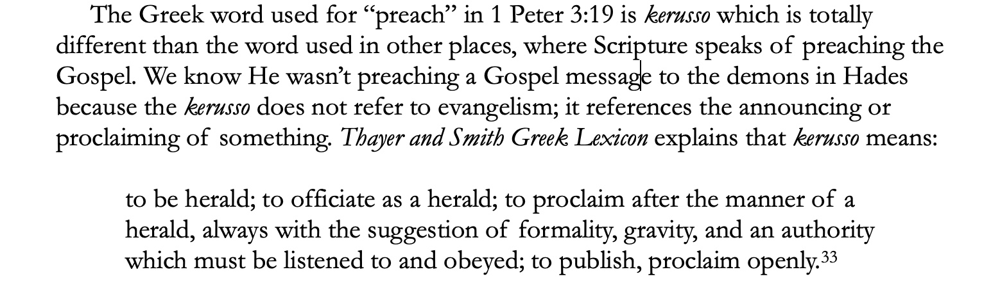 The Greek word used for “preach” in 1 Peter 3:19 is kerusso which is totally
different than the word used in other places, where Scripture speaks of preaching the
Gospel. We know He wasn’t preaching a Gospel message to the demons in Hades
because the kerusso does not refer to evangelism; it references the announcing or
proclaiming of something. Thayer and Smith Greek Lexicon explains that kerusso means:
to be herald; to officiate as a herald; to proclaim after the manner of a
herald, always with the suggestion of formality, gravity, and an authority
which must be listened to and obeyed; to publish, proclaim openly.33